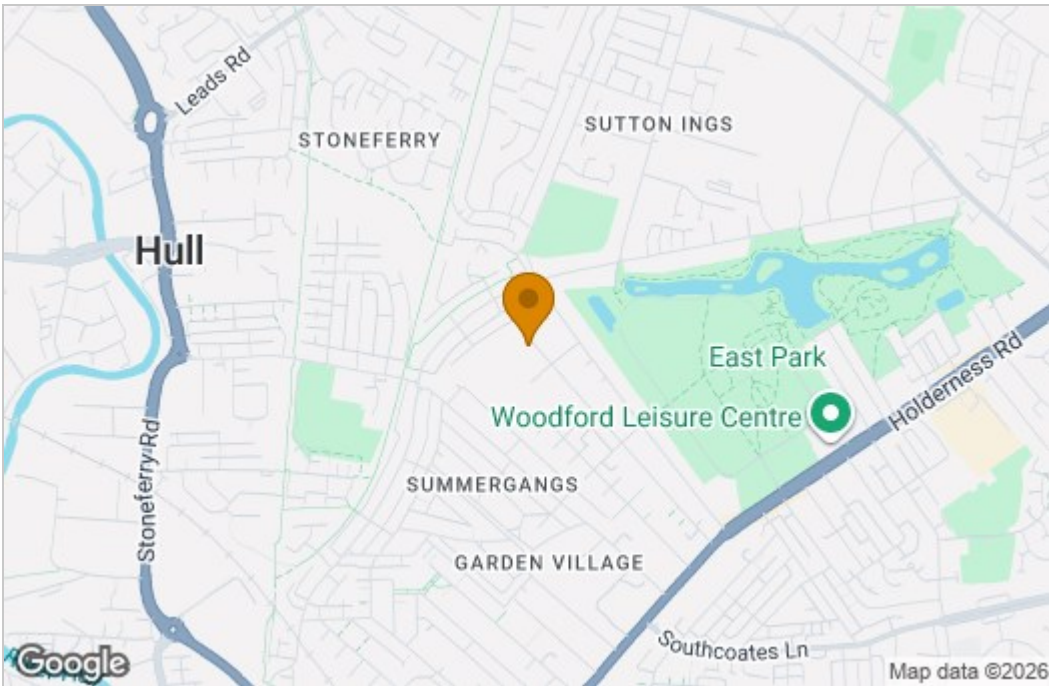 Leads Rd
STONEFERRY
SUTTON INGS
Hull
East Park
Woodford Leisure Centre
Holderness Rd
Stoneferry Rd
SUMMERGANGS
GARDEN VILLAGE
Southcoates Ln
Google
Map data ©2026